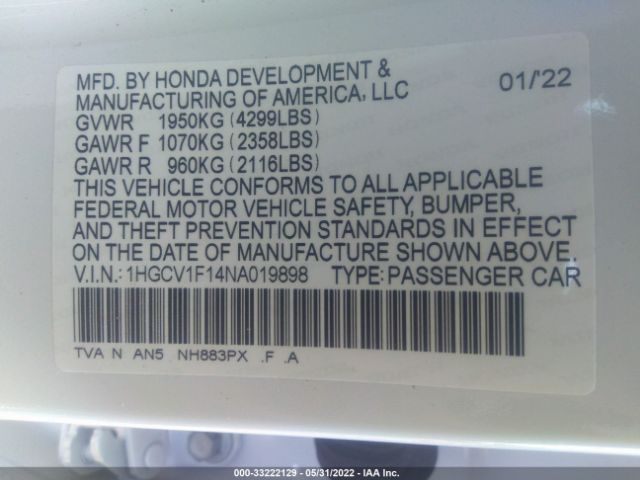 MFD. BY HONDA DEVELOPMENT & 01/'22
MANUFACTURING OF AMERICA, LLC
GVWR 1950KG (4299LBS)
GAWR F 1070KG (2358LBS)
GAWR R 960KG (2116LBS)
THIS VEHICLE CONFORMS TO ALL APPLICABLE
FEDERAL MOTOR VEHICLE SAFETY, BUMPER,
AND THEFT PREVENTION STANDARDS IN EFFECT
ON THE DATE OF MANUFACTURE SHOWN ABOVE.
V.I.N.: 1HGCV1F14NA019898 TYPE: PASSENGER CAR
TVA N AN5 NH883PX .F .A
000-33222129 - 05/31/2022 - IAA Inc.